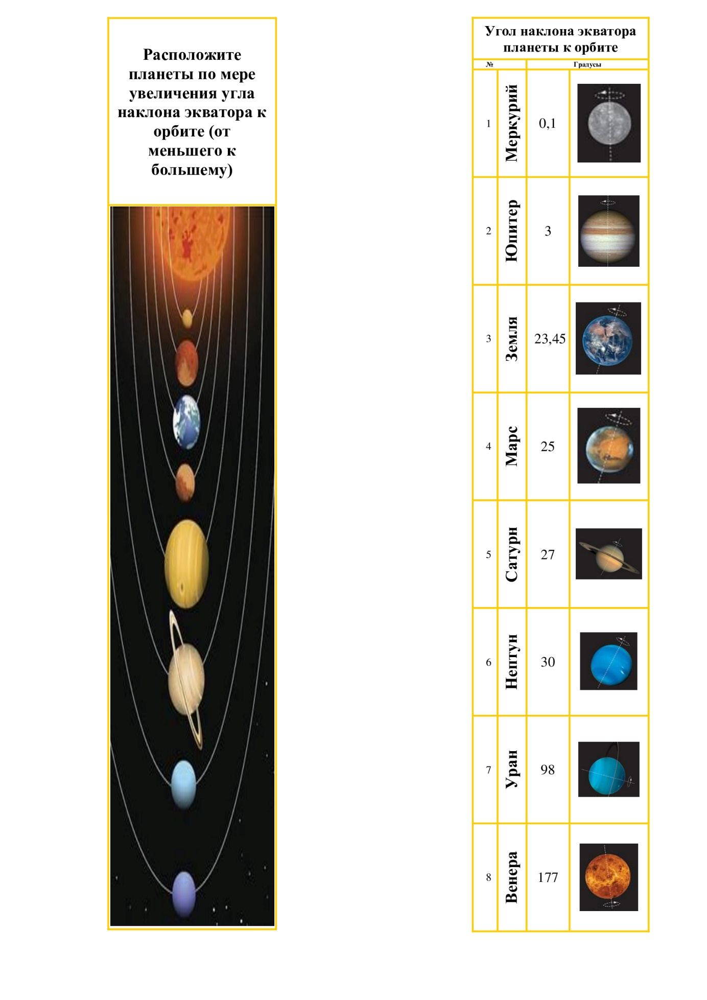 Расположите
планеты по мере
увеличения угла
наклона экватора к
орбите (от
меньшего к
большему)
Угол наклона экватора
планеты к орбите
№ Градусы
1 Меркурий 0,1
2 Юпитер 3
3 Земля 23,45
4 Марс 25
5 Сатурн 27
6 Нептун 30
7 Уран 98
8 Венера 177